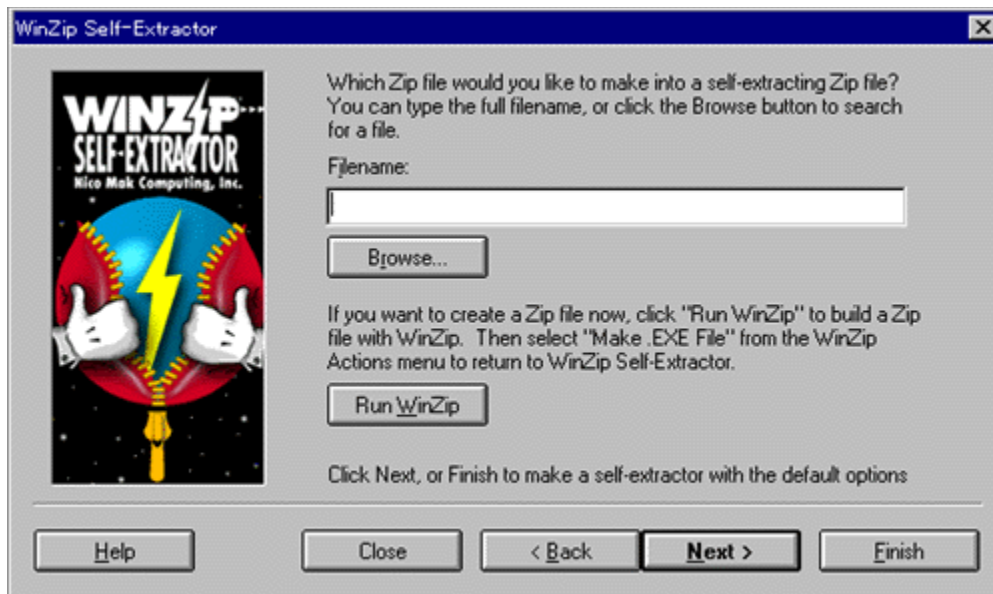 WinZip Self-Extractor
WINZIP
SELF-EXTRACTOR
Nico Mak Computing, Inc.
Which Zip file would you like to make into a self-extracting Zip file?
You can type the full filename, or click the Browse button to search
for a file.
Filename:
Browse...
If you want to create a Zip file now, click "Run WinZip" to build a Zip
file with WinZip. Then select "Make .EXE File" from the WinZip
Actions menu to return to WinZip Self-Extractor.
Run WinZip
Click Next, or Finish to make a self-extractor with the default options
Help
Close
< Back
Next >
Finish